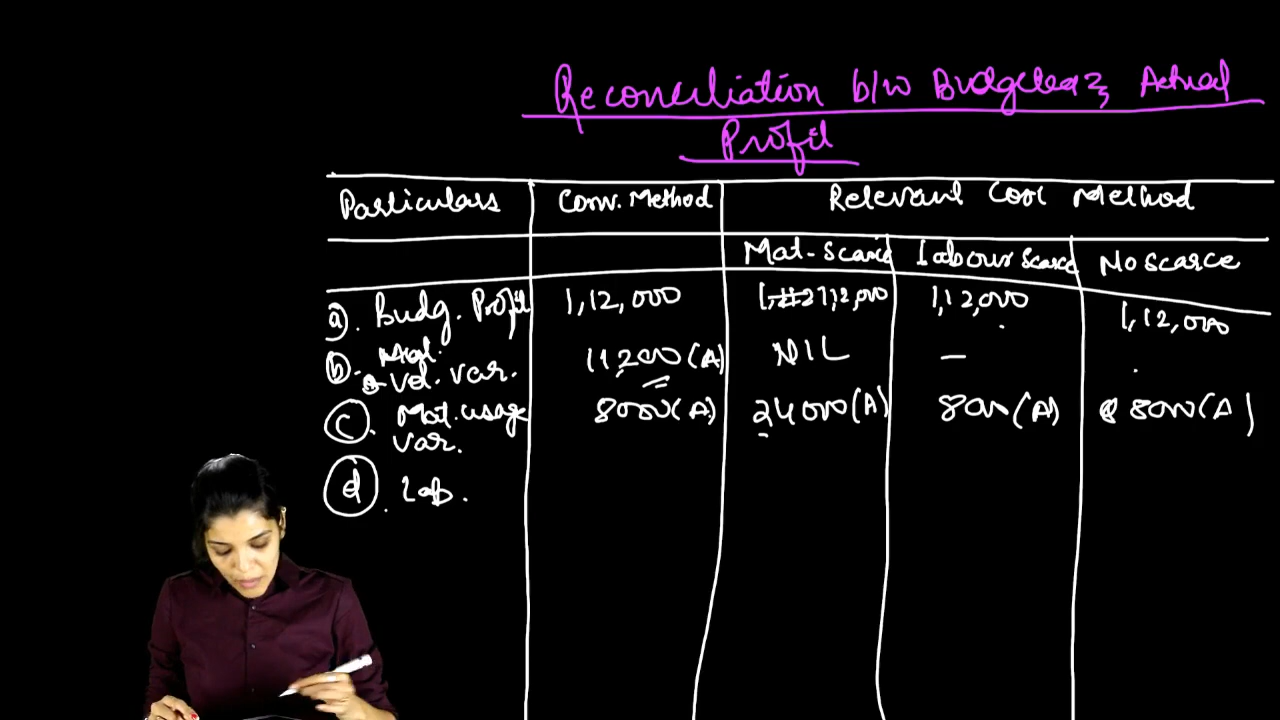 Reconciliation b/w Budgeted & Actual
Profit
Particulars Conv. Method Relevant Cost Method
Mat-Scarce Labour Scarce No scarce
a). Budg. Profit 1,12,000 1,12,000 1,12,000 1,12,000
b). Vol. var. 11,200(A) NIL —
c). Mat. usage var. 8000(A) 24000(A) 8000(A) 8000(A)
d). Lab.